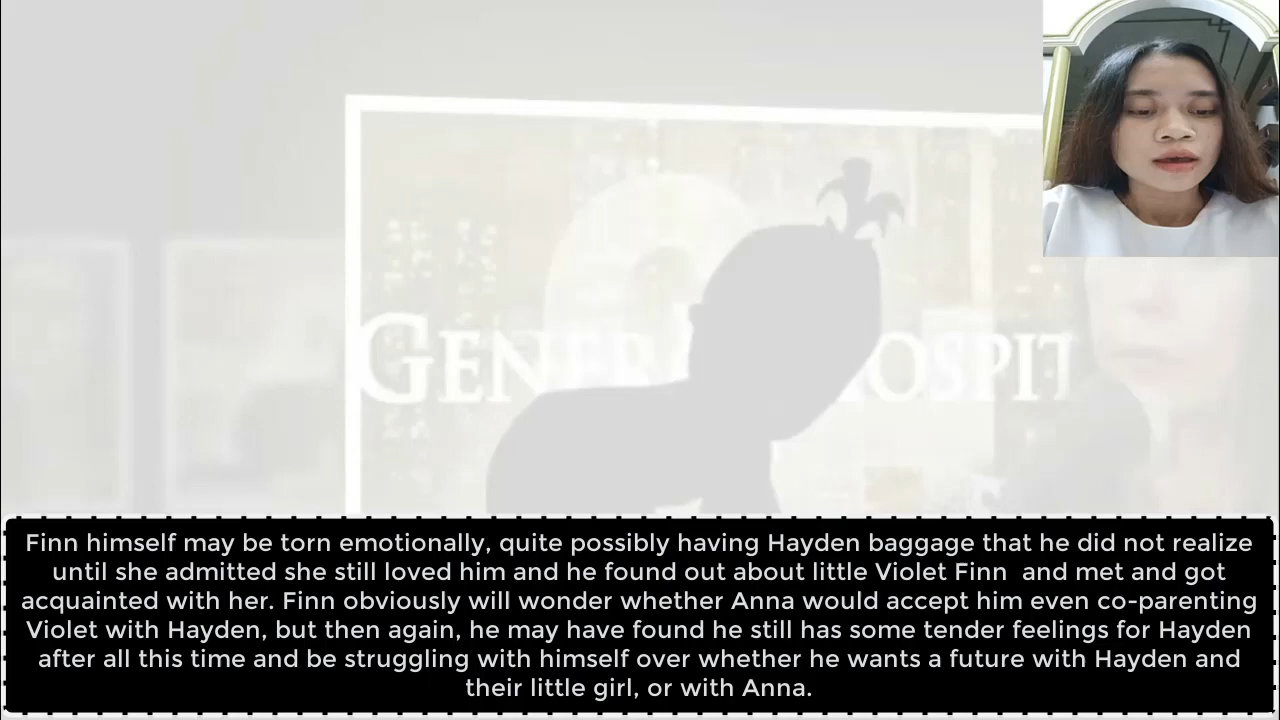 GENER OSPIT
Finn himself may be torn emotionally, quite possibly having Hayden baggage that he did not realize
until she admitted she still loved him and he found out about little Violet Finn and met and got
acquainted with her. Finn obviously will wonder whether Anna would accept him even co-parenting
Violet with Hayden, but then again, he may have found he still has some tender feelings for Hayden
after all this time and be struggling with himself over whether he wants a future with Hayden and
their little girl, or with Anna.